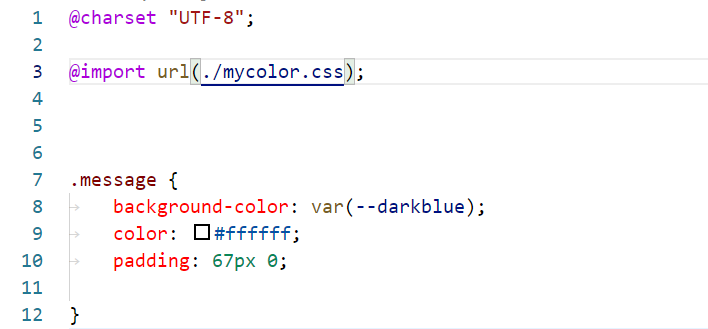 1 @charset "UTF-8";
2
3 @import url(./mycolor.css);
4
5
6
7 .message {
8 background-color: var(--darkblue);
9 color: #ffffff;
10 padding: 67px 0;
11
12 }